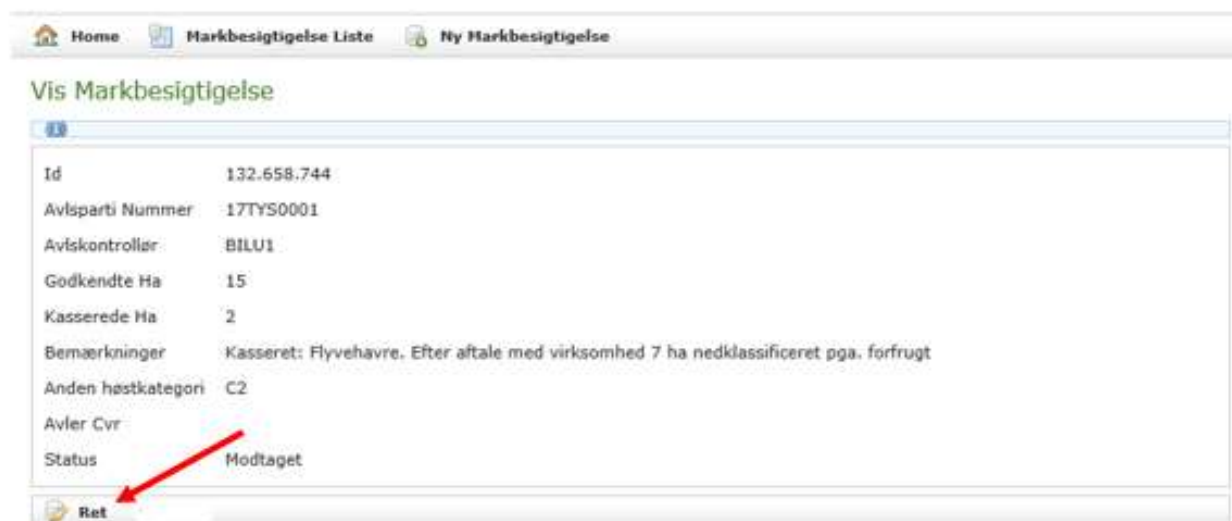 Home Markbesigtigelse Liste Ny Markbesigtigelse
Vis Markbesigtigelse
Id 132.658.744
Avlsparti Nummer 17TYS0001
Avlskontrollør BILU1
Godkendte Ha 15
Kasserede Ha 2
Bemærkninger Kasseret: Flyvehavre. Efter aftale med virksomhed 7 ha nedklassificeret pga. forfrugt
Anden høstkategori C2
Avler Cvr
Status Modtaget
Ret